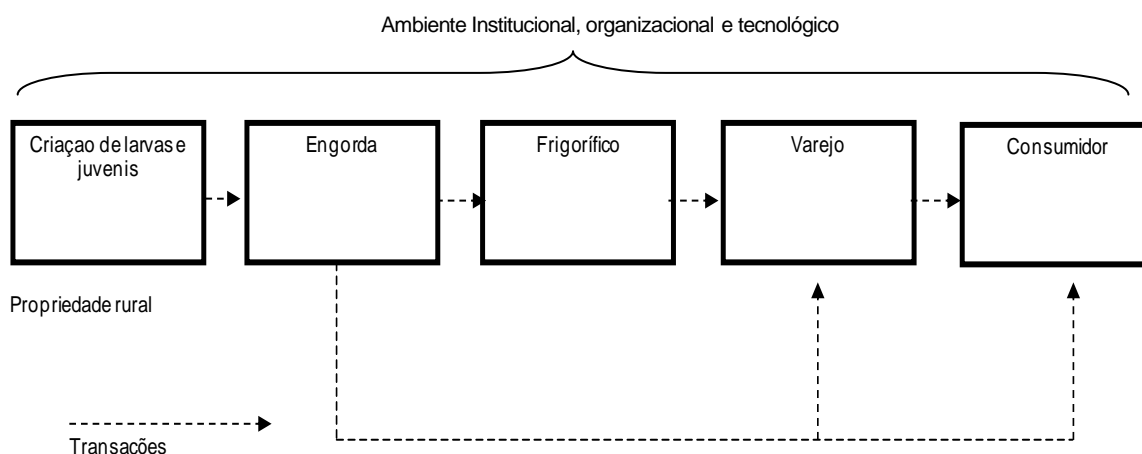 Ambiente Institucional, organizacional e tecnológico
Criaçao de larvas e
juvenis
Engorda
Frigorífico
Varejo
Consumidor
Propriedade rural
Transações